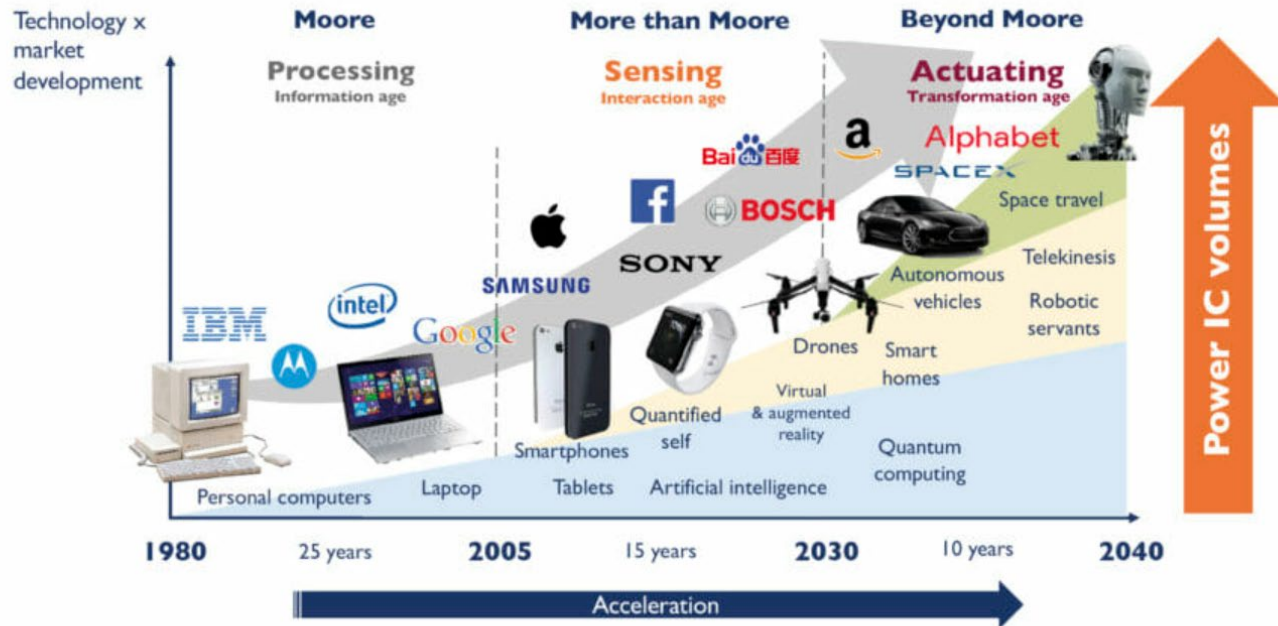 Technology x
market
development
Moore
More than Moore
Beyond Moore
Processing
Information age
Sensing
Interaction age
Actuating
Transformation age
Power IC volumes
Bai du 百度
a
Alphabet
SPACEX
f
BOSCH
SONY
SAMSUNG
intel
IBM
Google
Space travel
Telekinesis
Autonomous
vehicles
Robotic
servants
Drones
Smart
homes
Virtual
& augmented
reality
Quantified
self
Smartphones
Quantum
computing
Personal computers
Laptop
Tablets
Artificial intelligence
1980
25 years
2005
15 years
2030
10 years
2040
Acceleration